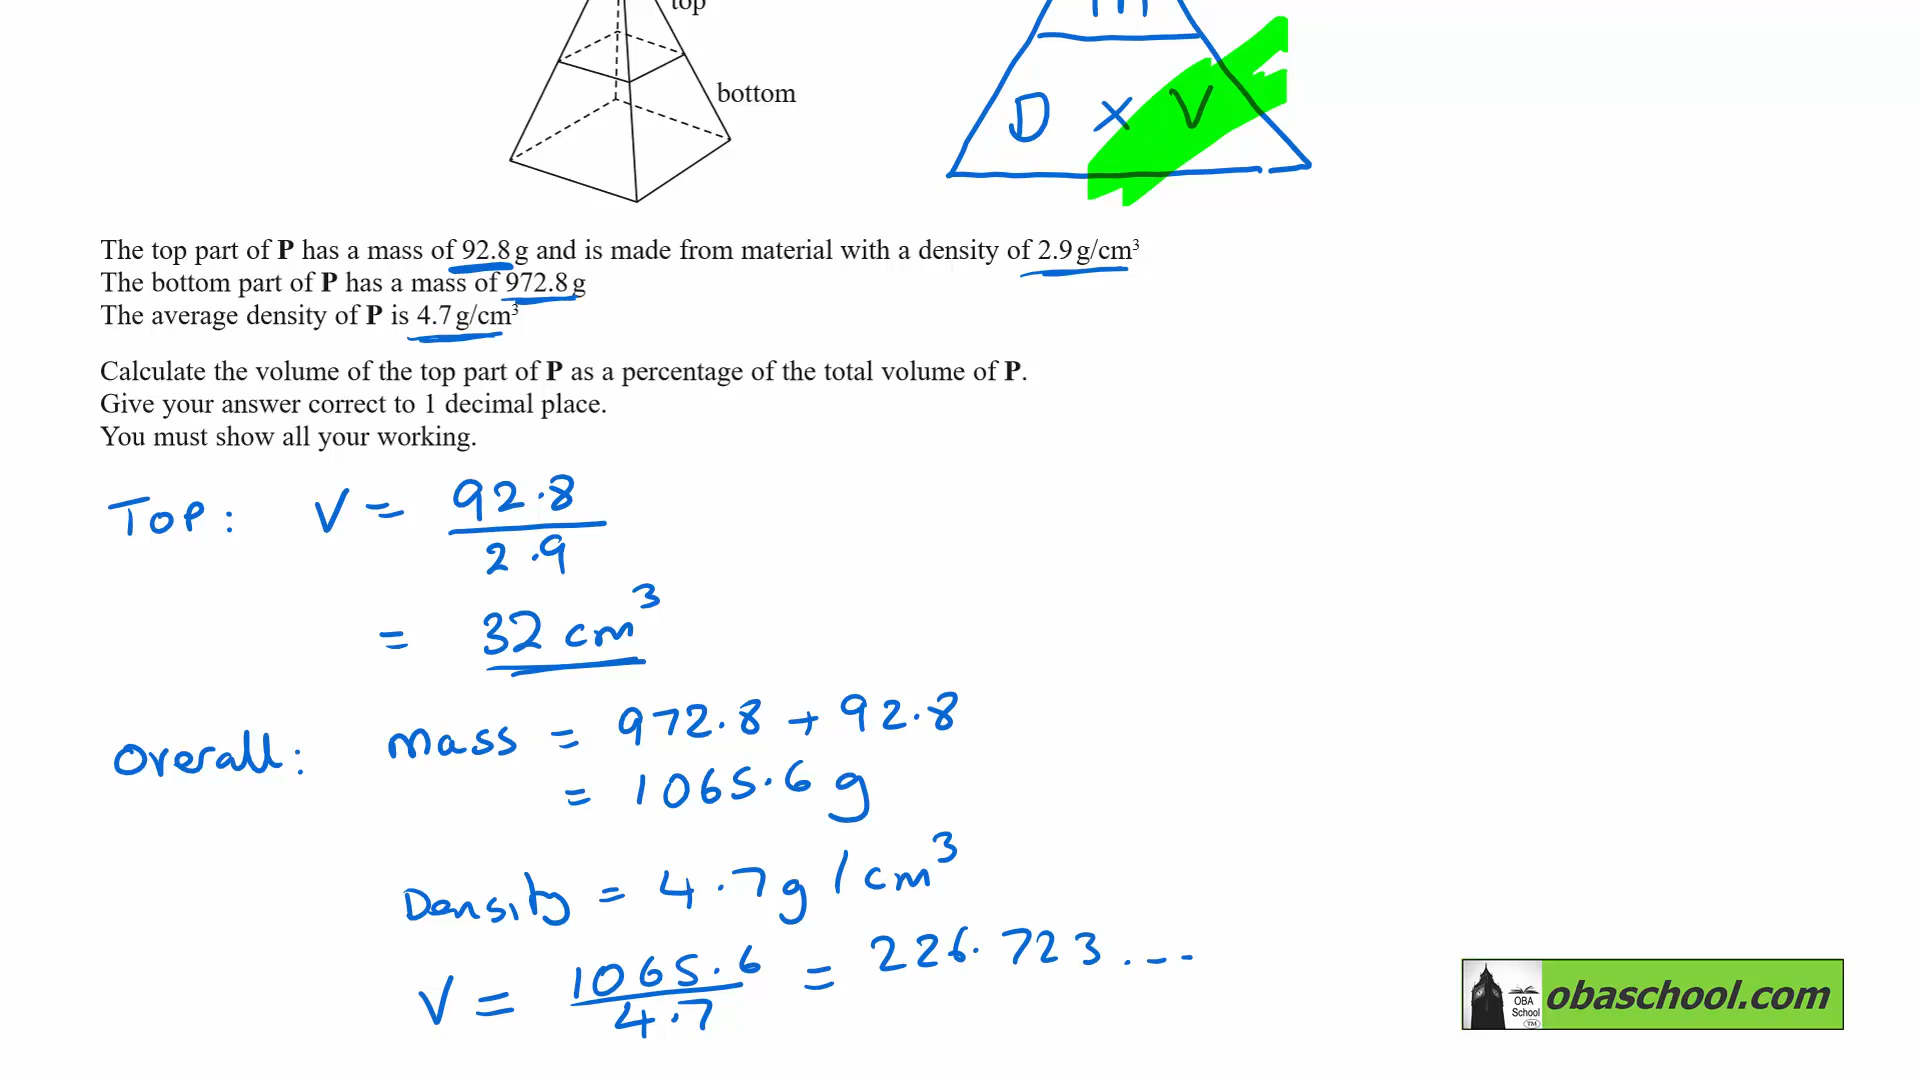 top
m
bottom
D × V
The top part of P has a mass of 92.8 g and is made from material with a density of 2.9 g/cm³
The bottom part of P has a mass of 972.8 g
The average density of P is 4.7 g/cm³
Calculate the volume of the top part of P as a percentage of the total volume of P.
Give your answer correct to 1 decimal place.
You must show all your working.
Top: V = 92.8
2.9
= 32 cm³
Overall: mass = 972.8 + 92.8
= 1065.6 g
Density = 4.7g/cm³
V = 1065.6 = 226.723...
4.7
OBA
School
TM
obaschool.com